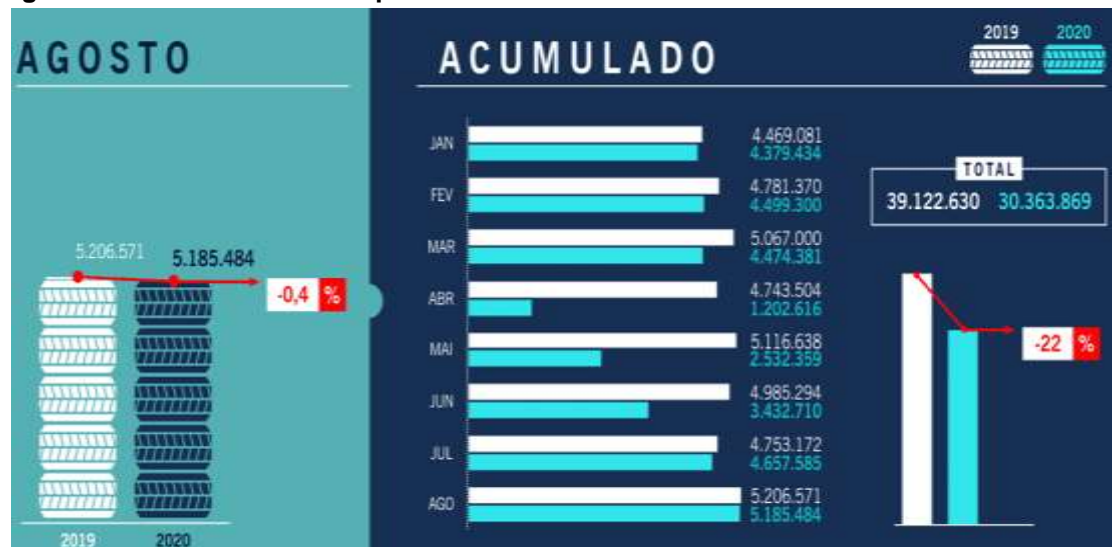 AGOSTO
5.206.571
5.185.484
-0,4 %
2019 2020
ACUMULADO
2019 2020
JAN 4.469.081
4.379.434
FEV 4.781.370
4.499.300
MAR 5.067.000
4.474.381
ABR 4.743.504
1.202.616
MAI 5.116.638
2.532.359
JUN 4.985.294
3.432.710
JUL 4.753.172
4.657.585
AGO 5.206.571
5.185.484
TOTAL
39.122.630 30.363.869
-22 %